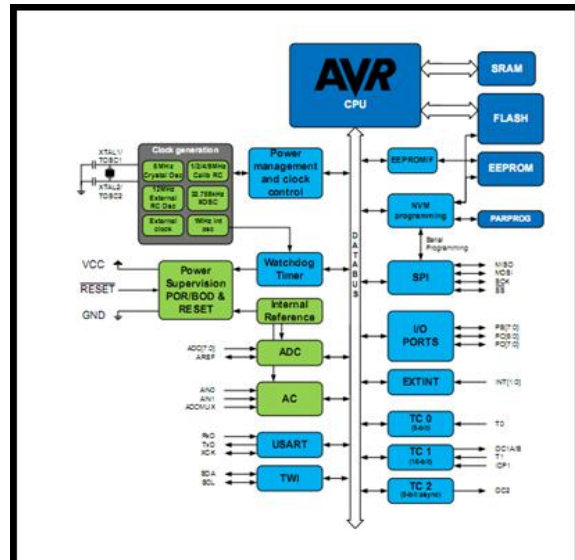 AVR
CPU
SRAM
FLASH
EEPROM
EEPROMIF
NVM
programming
PARPROG
Serial
Programming
SPI
MISO
MOSI
SCK
SS
I/O
PORTS
PB[7:0]
PC[6:0]
PD[7:0]
EXTINT
INT[1:0]
TC 0
(8-bit)
T0
TC 1
(16-bit)
OC1A/B
T1
ICP1
TC 2
(8-bit async)
OC2
DATABUS
XTAL1/
TOSC1
XTAL2/
TOSC2
Clock generation
8MHz
Crystal Osc
1/2/4/8MHz
Calib RC
12MHz
External
RC Osc
32.768kHz
XOSC
External
clock
1MHz int
osc
Power
management
and clock
control
VCC
RESET
GND
Power
Supervision
POR/BOD &
RESET
Watchdog
Timer
Internal
Reference
ADC[7:0]
AREF
ADC
AIN0
AIN1
ADCMUX
AC
RxD
TxD
XCK
USART
SDA
SCL
TWI